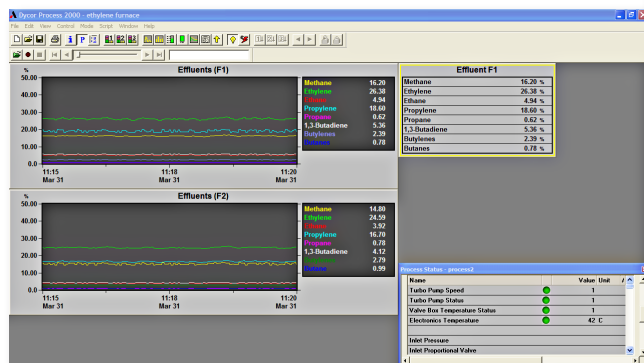 Dycor Process 2000 - ethylene furnace
File Edit View Control Mode Script Window Help
Effluents (F1)
%
50.00
40.00
30.00
20.00
10.00
0.0
11:15 11:18 11:20
Mar 31 Mar 31 Mar 31
Methane 16.20
Ethylene 26.38
Ethane 4.94
Propylene 18.60
Propane 0.62
1,3-Butadiene 5.36
Butylenes 2.39
Butanes 0.78
Effluent F1
Methane 16.20 %
Ethylene 26.38 %
Ethane 4.94 %
Propylene 18.60 %
Propane 0.62 %
1,3-Butadiene 5.36 %
Butylenes 2.39 %
Butanes 0.78 %
Effluents (F2)
%
50.00
40.00
30.00
20.00
10.00
0.0
11:15 11:18 11:20
Mar 31 Mar 31 Mar 31
Methane 14.80
Ethylene 24.59
3.92
Propylene 16.70
Propane 0.78
1,3-Butadiene 4.12
2.79
Butane 0.99
Process Status - process2
Name Value Unit
Turbo Pump Speed 1
Turbo Pump Status 1
Valve Box Temperature Status 1
Electronics Temperature 42 C
Inlet Pressure
Inlet Proportional Valve